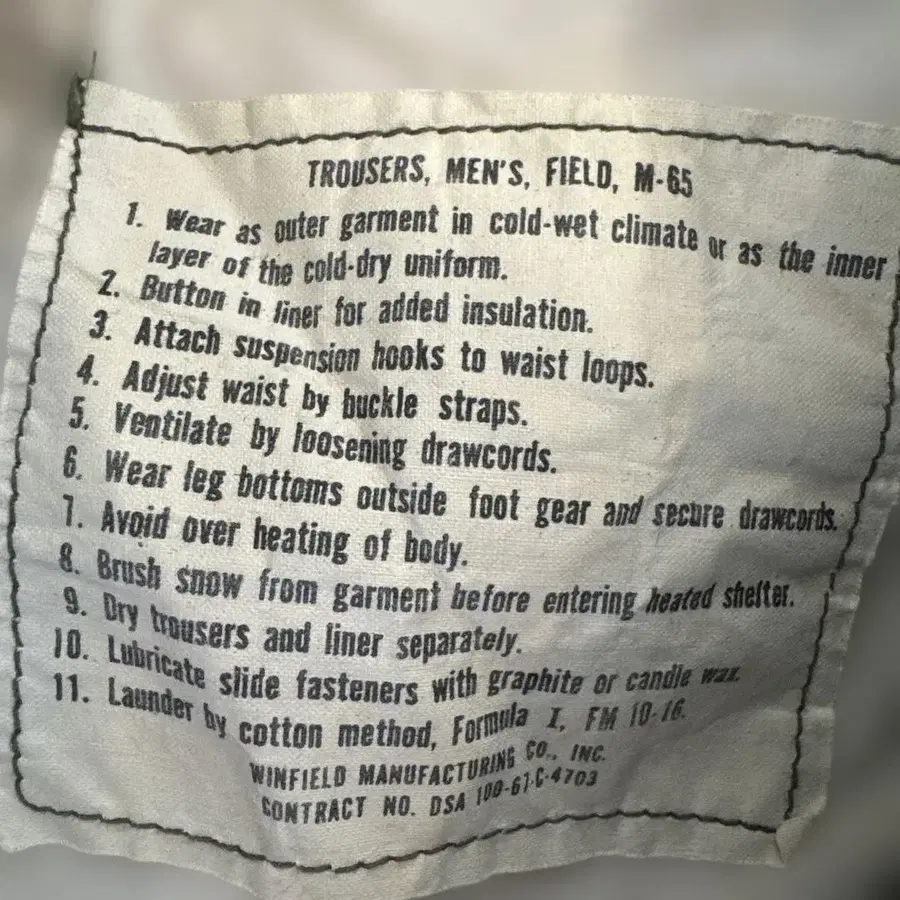 TROUSERS, MEN'S, FIELD, M-65
1. Wear as outer garment in cold-wet climate or as the inner
layer of the cold-dry uniform.
2. Button in liner for added insulation.
3. Attach suspension hooks to waist loops.
4. Adjust waist by buckle straps.
5. Ventilate by loosening drawcords.
6. Wear leg bottoms outside foot gear and secure drawcords.
7. Avoid over heating of body.
8. Brush snow from garment before entering heated shelter.
9. Dry trousers and liner separately.
10. Lubricate slide fasteners with graphite or candle wax.
11. Launder by cotton method, Formula I, FM 10-16.
WINFIELD MANUFACTURING CO., INC.
CONTRACT NO. DSA 100-67-C-4703